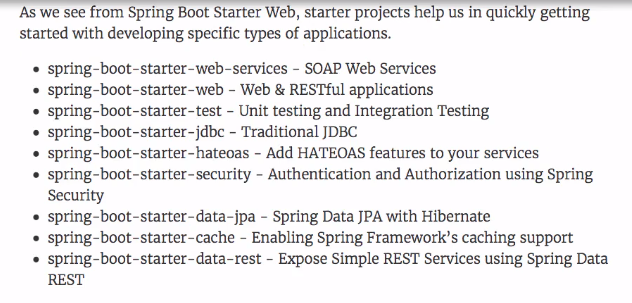 As we see from Spring Boot Starter Web, starter projects help us in quickly getting
started with developing specific types of applications.
• spring-boot-starter-web-services - SOAP Web Services
• spring-boot-starter-web - Web & RESTful applications
• spring-boot-starter-test - Unit testing and Integration Testing
• spring-boot-starter-jdbc - Traditional JDBC
• spring-boot-starter-hateoas - Add HATEOAS features to your services
• spring-boot-starter-security - Authentication and Authorization using Spring
Security
• spring-boot-starter-data-jpa - Spring Data JPA with Hibernate
• spring-boot-starter-cache - Enabling Spring Framework’s caching support
• spring-boot-starter-data-rest - Expose Simple REST Services using Spring Data
REST